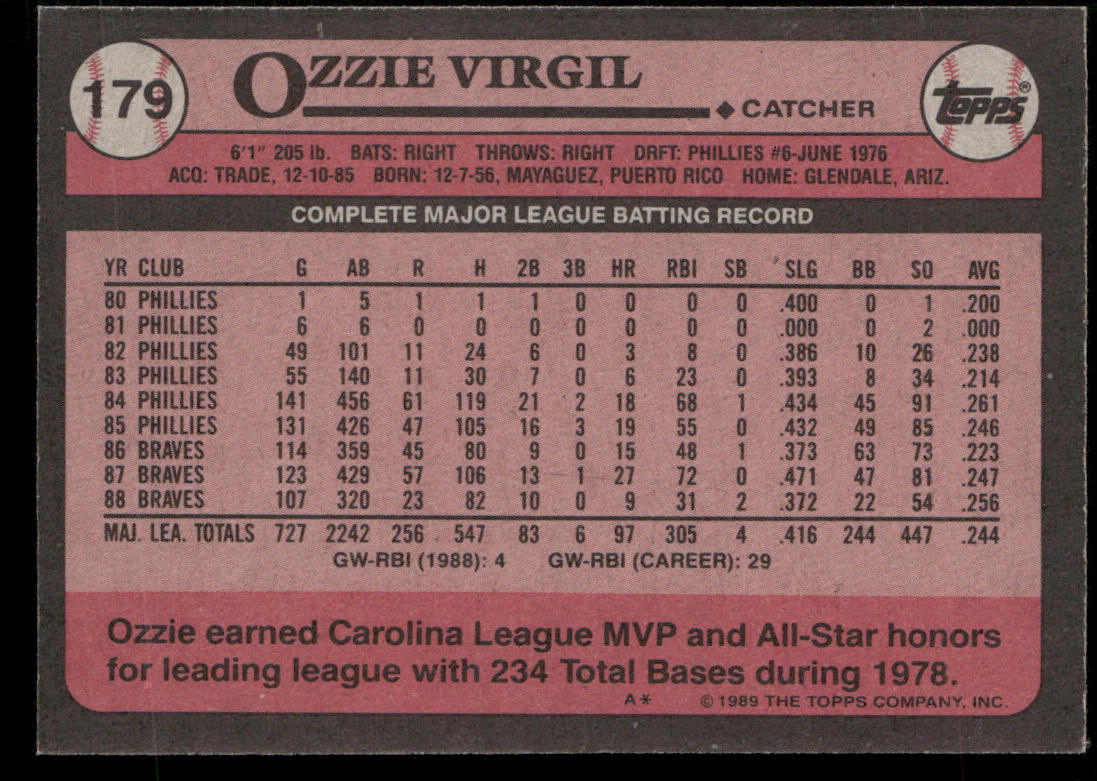 179
OZZIE VIRGIL
◆ CATCHER
topps®
6'1" 205 lb. BATS: RIGHT THROWS: RIGHT DRFT: PHILLIES #6-JUNE 1976
ACQ: TRADE, 12-10-85 BORN: 12-7-56, MAYAGUEZ, PUERTO RICO HOME: GLENDALE, ARIZ.
COMPLETE MAJOR LEAGUE BATTING RECORD
YR CLUB G AB R H 2B 3B HR RBI SB SLG BB SO AVG
80 PHILLIES 1 5 1 1 1 0 0 0 0 .400 0 1 .200
81 PHILLIES 6 6 0 0 0 0 0 0 0 .000 0 2 .000
82 PHILLIES 49 101 11 24 6 0 3 8 0 .386 10 26 .238
83 PHILLIES 55 140 11 30 7 0 6 23 0 .393 8 34 .214
84 PHILLIES 141 456 61 119 21 2 18 68 1 .434 45 91 .261
85 PHILLIES 131 426 47 105 16 3 19 55 0 .432 49 85 .246
86 BRAVES 114 359 45 80 9 0 15 48 1 .373 63 73 .223
87 BRAVES 123 429 57 106 13 1 27 72 0 .471 47 81 .247
88 BRAVES 107 320 23 82 10 0 9 31 2 .372 22 54 .256
MAJ. LEA. TOTALS 727 2242 256 547 83 6 97 305 4 .416 244 447 .244
GW-RBI (1988): 4 GW-RBI (CAREER): 29
Ozzie earned Carolina League MVP and All-Star honors
for leading league with 234 Total Bases during 1978.
A* © 1989 THE TOPPS COMPANY, INC.